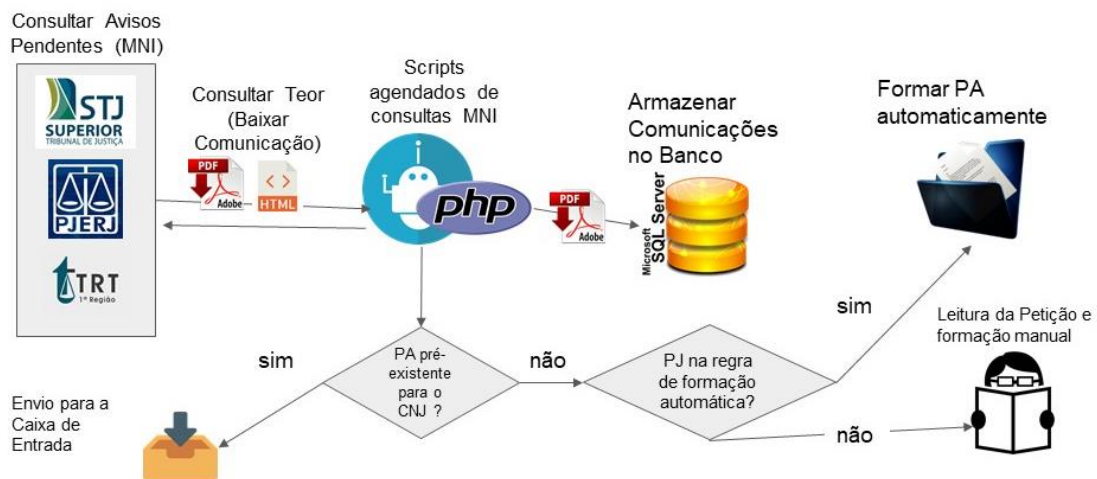 Consultar Avisos
Pendentes (MNI)
STJ
SUPERIOR
TRIBUNAL DE JUSTIÇA
PJERJ
TRT
1ª Região
Consultar Teor
(Baixar
Comunicação)
PDF
Adobe
< >
HTML
Scripts
agendados de
consultas MNI
php
PDF
Adobe
Armazenar
Comunicações
no Banco
Microsoft
SQL Server
Formar PA
automaticamente
sim
PA pré-
existente
para o
CNJ ?
não
PJ na regra
de formação
automática?
sim
não
Leitura da Petição e
formação manual
Envio para a
Caixa de
Entrada